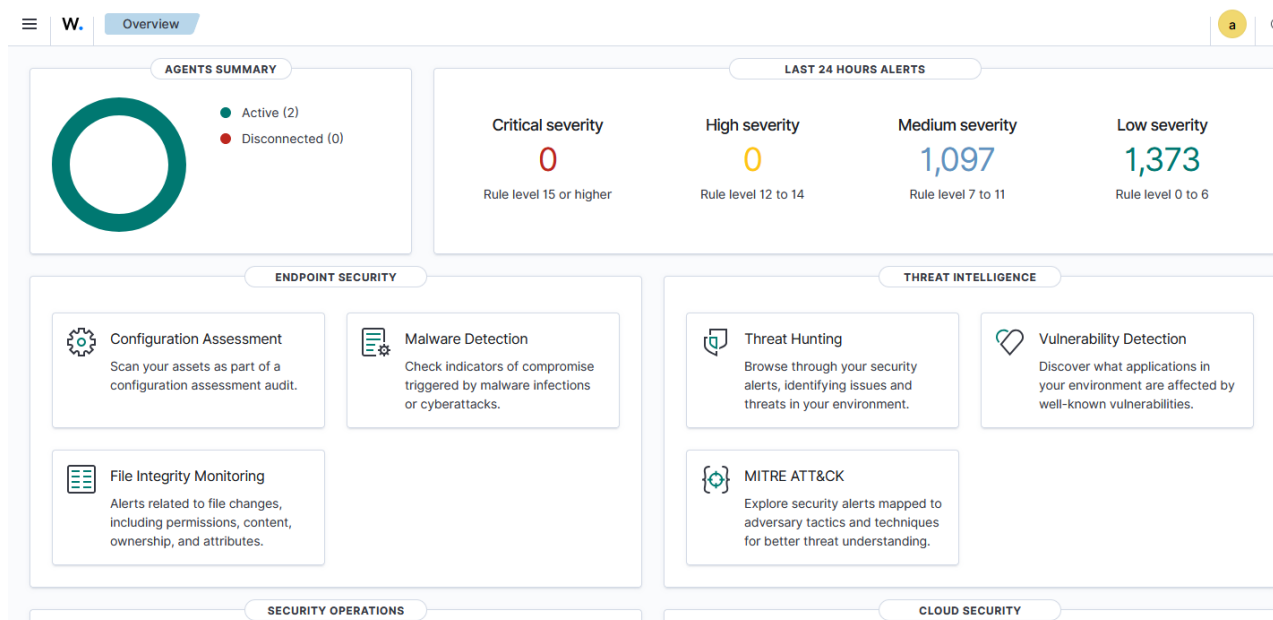 W. Overview a
AGENTS SUMMARY
Active (2)
Disconnected (0)
LAST 24 HOURS ALERTS
Critical severity
0
Rule level 15 or higher
High severity
0
Rule level 12 to 14
Medium severity
1,097
Rule level 7 to 11
Low severity
1,373
Rule level 0 to 6
ENDPOINT SECURITY
Configuration Assessment
Scan your assets as part of a
configuration assessment audit.
Malware Detection
Check indicators of compromise
triggered by malware infections
or cyberattacks.
File Integrity Monitoring
Alerts related to file changes,
including permissions, content,
ownership, and attributes.
THREAT INTELLIGENCE
Threat Hunting
Browse through your security
alerts, identifying issues and
threats in your environment.
Vulnerability Detection
Discover what applications in
your environment are affected by
well-known vulnerabilities.
MITRE ATT&CK
Explore security alerts mapped to
adversary tactics and techniques
for better threat understanding.
SECURITY OPERATIONS
CLOUD SECURITY